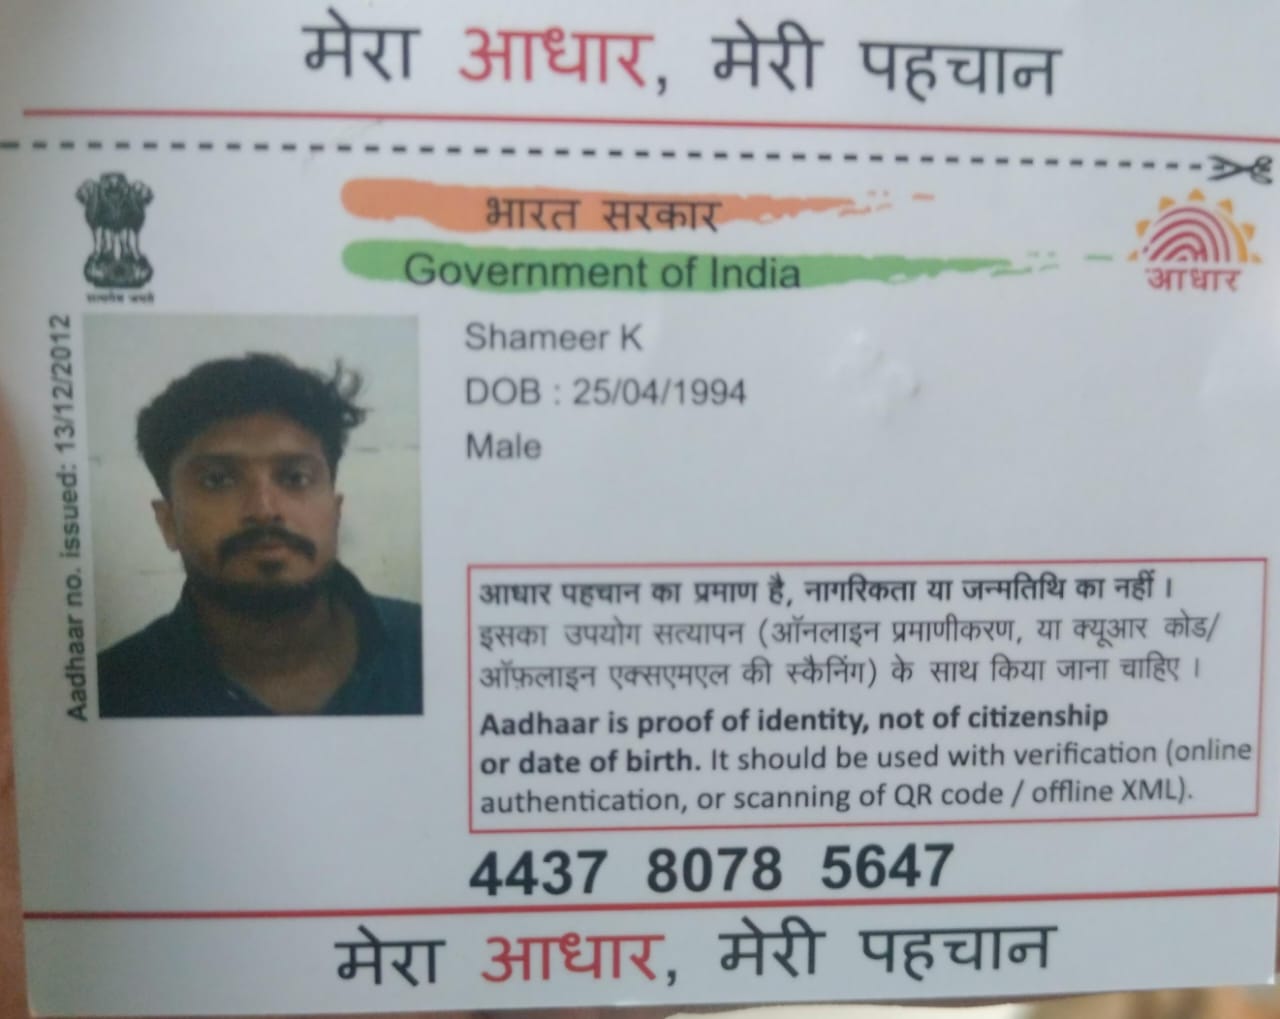 मेरा आधार, मेरी पहचान
भारत सरकार
Government of India
आधार
सत्यमेव जयते
Aadhaar no. issued: 13/12/2012
Shameer K
DOB : 25/04/1994
Male
आधार पहचान का प्रमाण है, नागरिकता या जन्मतिथि का नहीं ।
इसका उपयोग सत्यापन (ऑनलाइन प्रमाणीकरण, या क्यूआर कोड/
ऑफ़लाइन एक्सएमएल की स्कैनिंग) के साथ किया जाना चाहिए ।
Aadhaar is proof of identity, not of citizenship
or date of birth. It should be used with verification (online
authentication, or scanning of QR code / offline XML).
4437 8078 5647
मेरा आधार, मेरी पहचान